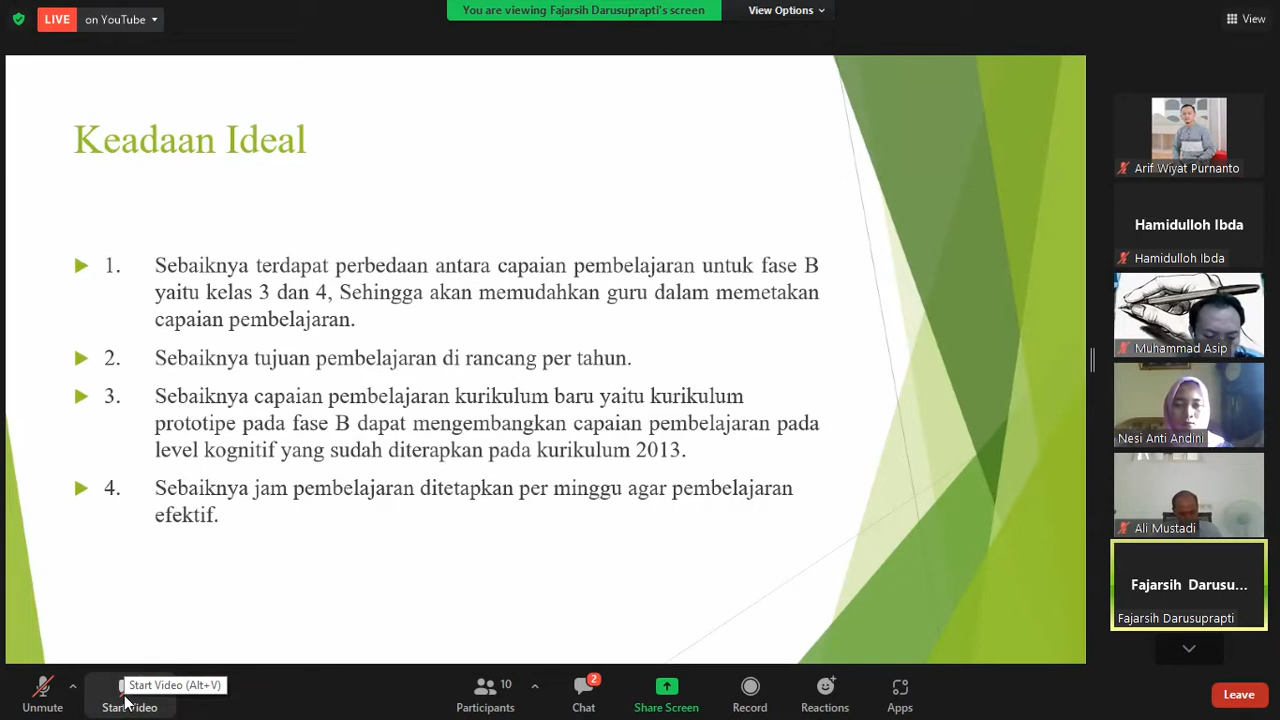 LIVE on YouTube
You are viewing Fajarsih Darusuprapti's screen
View Options
View
Keadaan Ideal
1. Sebaiknya terdapat perbedaan antara capaian pembelajaran untuk fase B
yaitu kelas 3 dan 4, Sehingga akan memudahkan guru dalam memetakan
capaian pembelajaran.
2. Sebaiknya tujuan pembelajaran di rancang per tahun.
3. Sebaiknya capaian pembelajaran kurikulum baru yaitu kurikulum
prototipe pada fase B dapat mengembangkan capaian pembelajaran pada
level kognitif yang sudah diterapkan pada kurikulum 2013.
4. Sebaiknya jam pembelajaran ditetapkan per minggu agar pembelajaran
efektif.
Arif Wiyat Purnanto
Hamidulloh Ibda
Hamidulloh Ibda
Muhammad Asip
Nesi Anti Andini
Ali Mustadi
Fajarsih Darusu...
Fajarsih Darusuprapti
Start Video (Alt+V)
Unmute
Start Video
10
Participants
2
Chat
Share Screen
Record
Reactions
Apps
Leave